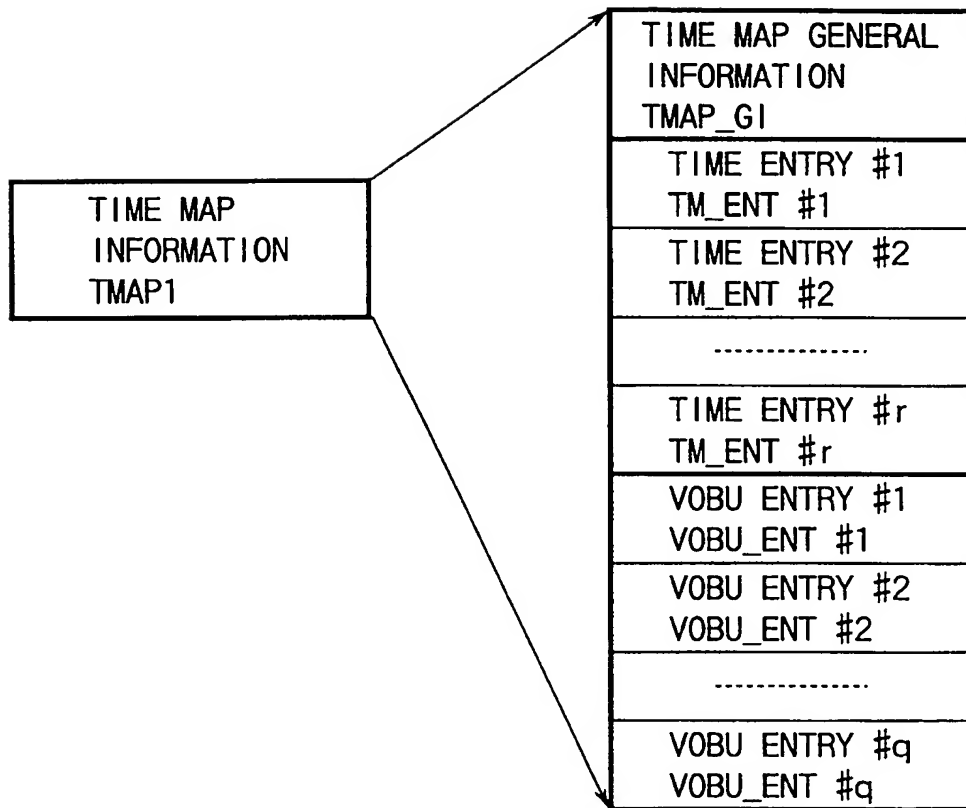 TIME MAP
INFORMATION
TMAP1
TIME MAP GENERAL
INFORMATION
TMAP_GI
TIME ENTRY #1
TM_ENT #1
TIME ENTRY #2
TM_ENT #2
TIME ENTRY #r
TM_ENT #r
VOBU ENTRY #1
VOBU_ENT #1
VOBU ENTRY #2
VOBU_ENT #2
VOBU ENTRY #q
VOBU_ENT #q